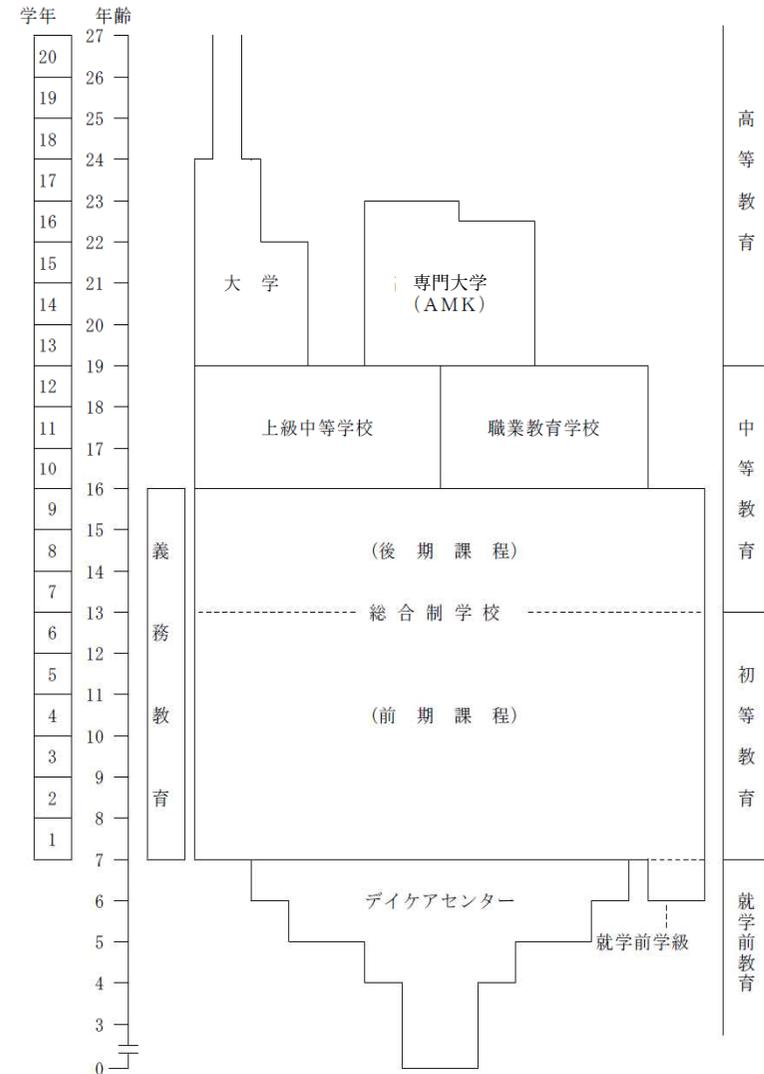 学年 年齢
27
20
26
19
25
18
24
17
23
16
22
15
21
14
20
13
19
12
18
11
17
10
16
9
15
8
14
7
13
6
12
5
11
4
10
3
9
2
8
1
7
6
5
4
3
0
大 学
専門大学
(AMK)
上級中等学校
職業教育学校
義務教育
(後 期 課 程)
総 合 制 学 校
(前 期 課 程)
デイケアセンター
就学前学級
高等教育
中等教育
初等教育
就学前教育